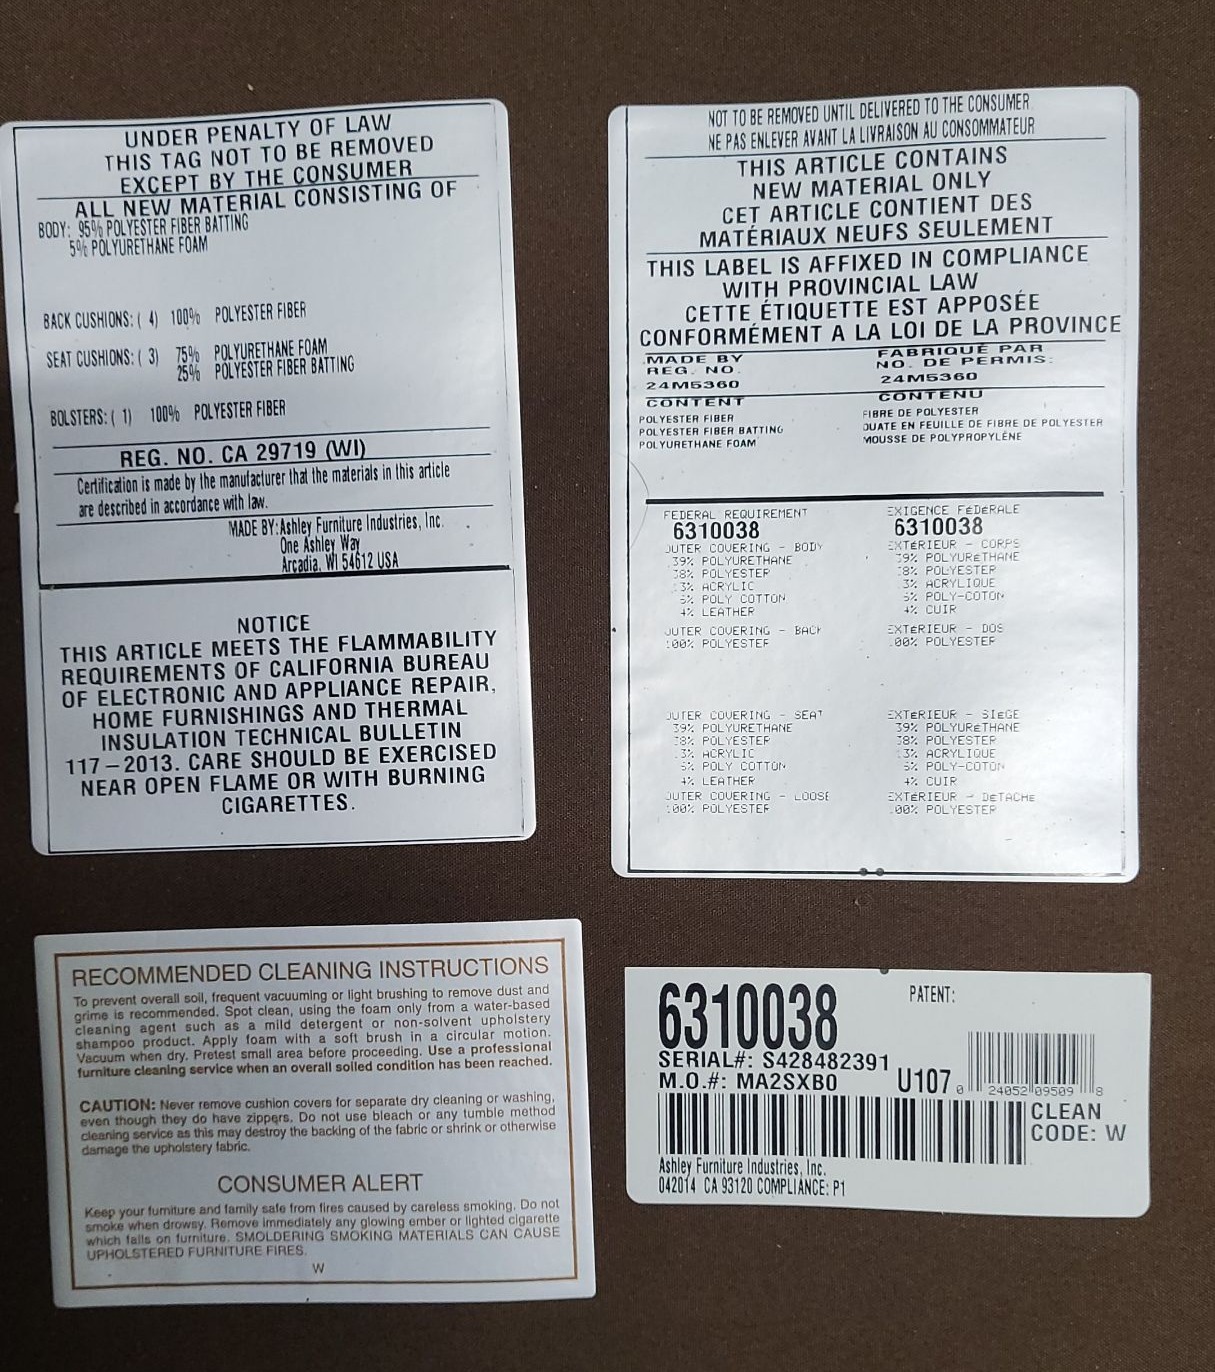 UNDER PENALTY OF LAW
THIS TAG NOT TO BE REMOVED
EXCEPT BY THE CONSUMER
ALL NEW MATERIAL CONSISTING OF
BODY: 95% POLYESTER FIBER BATTING
5% POLYURETHANE FOAM
BACK CUSHIONS: ( 4) 100% POLYESTER FIBER
SEAT CUSHIONS: ( 3) 75% POLYURETHANE FOAM
25% POLYESTER FIBER BATTING
BOLSTERS: ( 1) 100% POLYESTER FIBER
REG. NO. CA 29719 (WI)
Certification is made by the manufacturer that the materials in this article
are described in accordance with law.
MADE BY:Ashley Furniture Industries, Inc.
One Ashley Way
Arcadia, WI 54612 USA
NOTICE
THIS ARTICLE MEETS THE FLAMMABILITY
REQUIREMENTS OF CALIFORNIA BUREAU
OF ELECTRONIC AND APPLIANCE REPAIR,
HOME FURNISHINGS AND THERMAL
INSULATION TECHNICAL BULLETIN
117-2013. CARE SHOULD BE EXERCISED
NEAR OPEN FLAME OR WITH BURNING
CIGARETTES.
NOT TO BE REMOVED UNTIL DELIVERED TO THE CONSUMER
NE PAS ENLEVER AVANT LA LIVRAISON AU CONSOMMATEUR
THIS ARTICLE CONTAINS
NEW MATERIAL ONLY
CET ARTICLE CONTIENT DES
MATÉRIAUX NEUFS SEULEMENT
THIS LABEL IS AFFIXED IN COMPLIANCE
WITH PROVINCIAL LAW
CETTE ÉTIQUETTE EST APPOSÉE
CONFORMÉMENT A LA LOI DE LA PROVINCE
MADE BY FABRIQUÉ PAR
REG. NO. NO. DE PERMIS:
24M5360 24M5360
CONTENT CONTENU
POLYESTER FIBER FIBRE DE POLYESTER
POLYESTER FIBER BATTING OUATE EN FEUILLE DE FIBRE DE POLYESTER
POLYURETHANE FOAM MOUSSE DE POLYPROPYLÈNE
FEDERAL REQUIREMENT EXIGENCE FÉDÉRALE
6310038 6310038
OUTER COVERING - BODY EXTÉRIEUR - CORPS
39% POLYURETHANE 39% POLYURÉTHANE
38% POLYESTER 38% POLYESTER
3% ACRYLIC 3% ACRYLIQUE
5% POLY COTTON 5% POLY-COTON
4% LEATHER 4% CUIR
OUTER COVERING - BACK EXTÉRIEUR - DOS
100% POLYESTER 100% POLYESTER
OUTER COVERING - SEAT EXTÉRIEUR - SIÉGE
39% POLYURETHANE 39% POLYURÉTHANE
38% POLYESTER 38% POLYESTER
3% ACRYLIC 3% ACRYLIQUE
5% POLY COTTON 5% POLY-COTON
4% LEATHER 4% CUIR
OUTER COVERING - LOOSE EXTÉRIEUR - DÉTACHE
100% POLYESTER 100% POLYESTER
RECOMMENDED CLEANING INSTRUCTIONS
To prevent overall soil, frequent vacuuming or light brushing to remove dust and
grime is recommended. Spot clean, using the foam only from a water-based
cleaning agent such as a mild detergent or non-solvent upholstery
shampoo product. Apply foam with a soft brush in a circular motion.
Vacuum when dry. Pretest small area before proceeding. Use a professional
furniture cleaning service when an overall soiled condition has been reached.
CAUTION: Never remove cushion covers for separate dry cleaning or washing,
even though they do have zippers. Do not use bleach or any tumble method
cleaning service as this may destroy the backing of the fabric or shrink or otherwise
damage the upholstery fabric.
CONSUMER ALERT
Keep your furniture and family safe from fires caused by careless smoking. Do not
smoke when drowsy. Remove immediately any glowing ember or lighted cigarette
which falls on furniture. SMOLDERING SMOKING MATERIALS CAN CAUSE
UPHOLSTERED FURNITURE FIRES.
W
6310038 PATENT:
SERIAL#: S428482391
M.O.#: MA2SXB0 U107
0 24052 09509 8
CLEAN
CODE: W
Ashley Furniture Industries, Inc.
042014 CA 93120 COMPLIANCE: P1